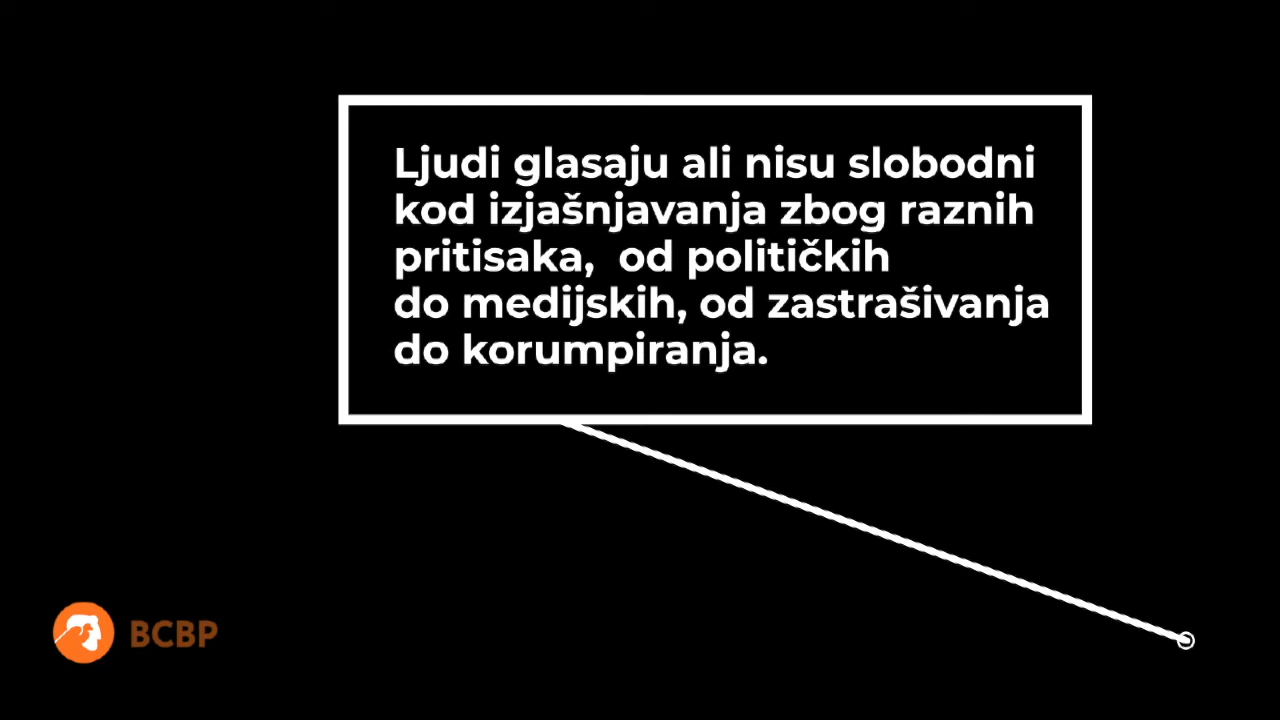 Ljudi glasaju ali nisu slobodni
kod izjašnjavanja zbog raznih
pritisaka,  od političkih
do medijskih, od zastrašivanja
do korumpiranja.
BCBP